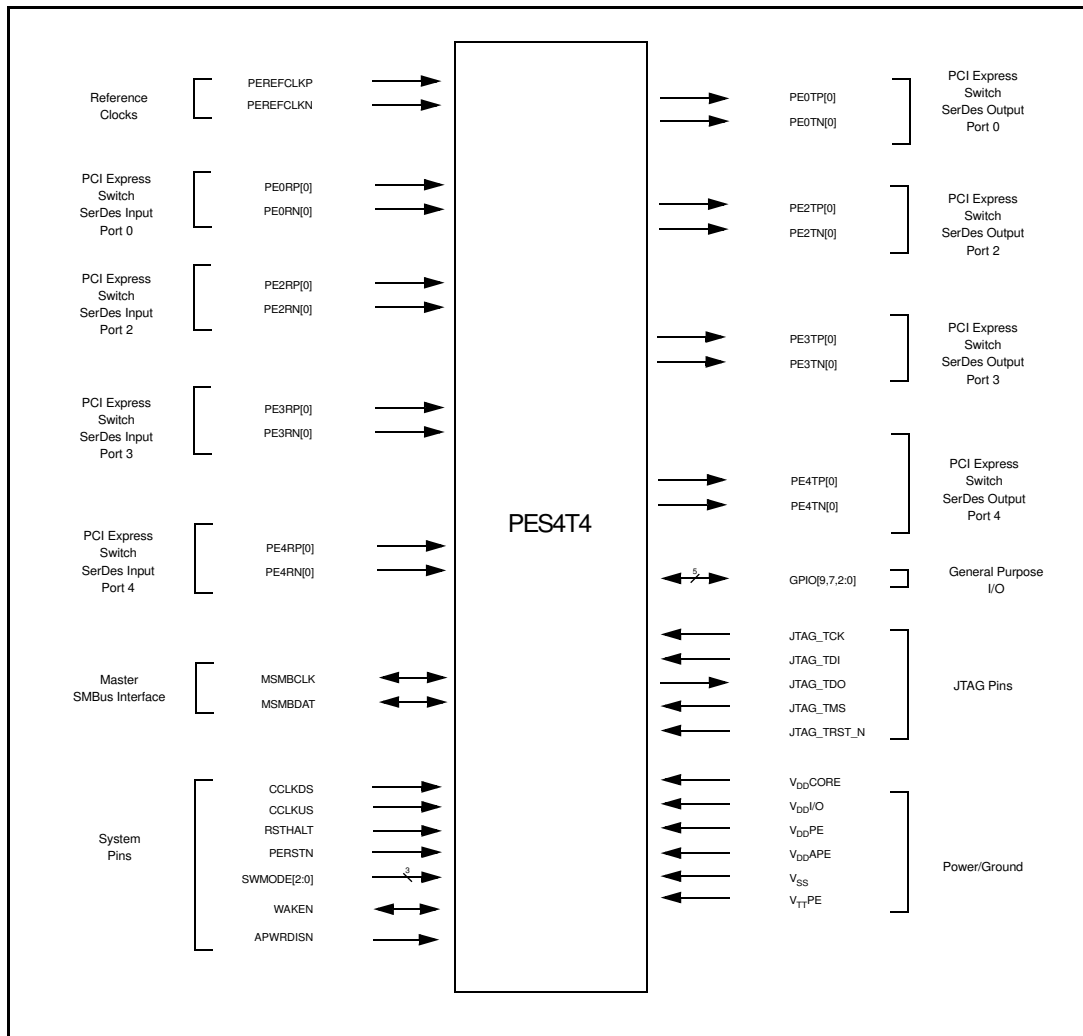 Reference
Clocks
PEREFCLKP
PEREFCLKN
PCI Express
Switch
SerDes Input
Port 0
PE0RP[0]
PE0RN[0]
PCI Express
Switch
SerDes Input
Port 2
PE2RP[0]
PE2RN[0]
PCI Express
Switch
SerDes Input
Port 3
PE3RP[0]
PE3RN[0]
PCI Express
Switch
SerDes Input
Port 4
PE4RP[0]
PE4RN[0]
Master
SMBus Interface
MSMBCLK
MSMBDAT
System
Pins
CCLKDS
CCLKUS
RSTHALT
PERSTN
SWMODE[2:0]
3
WAKEN
APWRDISN
PES4T4
PE0TP[0]
PE0TN[0]
PCI Express
Switch
SerDes Output
Port 0
PE2TP[0]
PE2TN[0]
PCI Express
Switch
SerDes Output
Port 2
PE3TP[0]
PE3TN[0]
PCI Express
Switch
SerDes Output
Port 3
PE4TP[0]
PE4TN[0]
PCI Express
Switch
SerDes Output
Port 4
5
GPIO[9,7,2:0]
General Purpose
I/O
JTAG_TCK
JTAG_TDI
JTAG_TDO
JTAG_TMS
JTAG_TRST_N
JTAG Pins
VDDCORE
VDDI/O
VDDPE
VDDAPE
VSS
VTTPE
Power/Ground